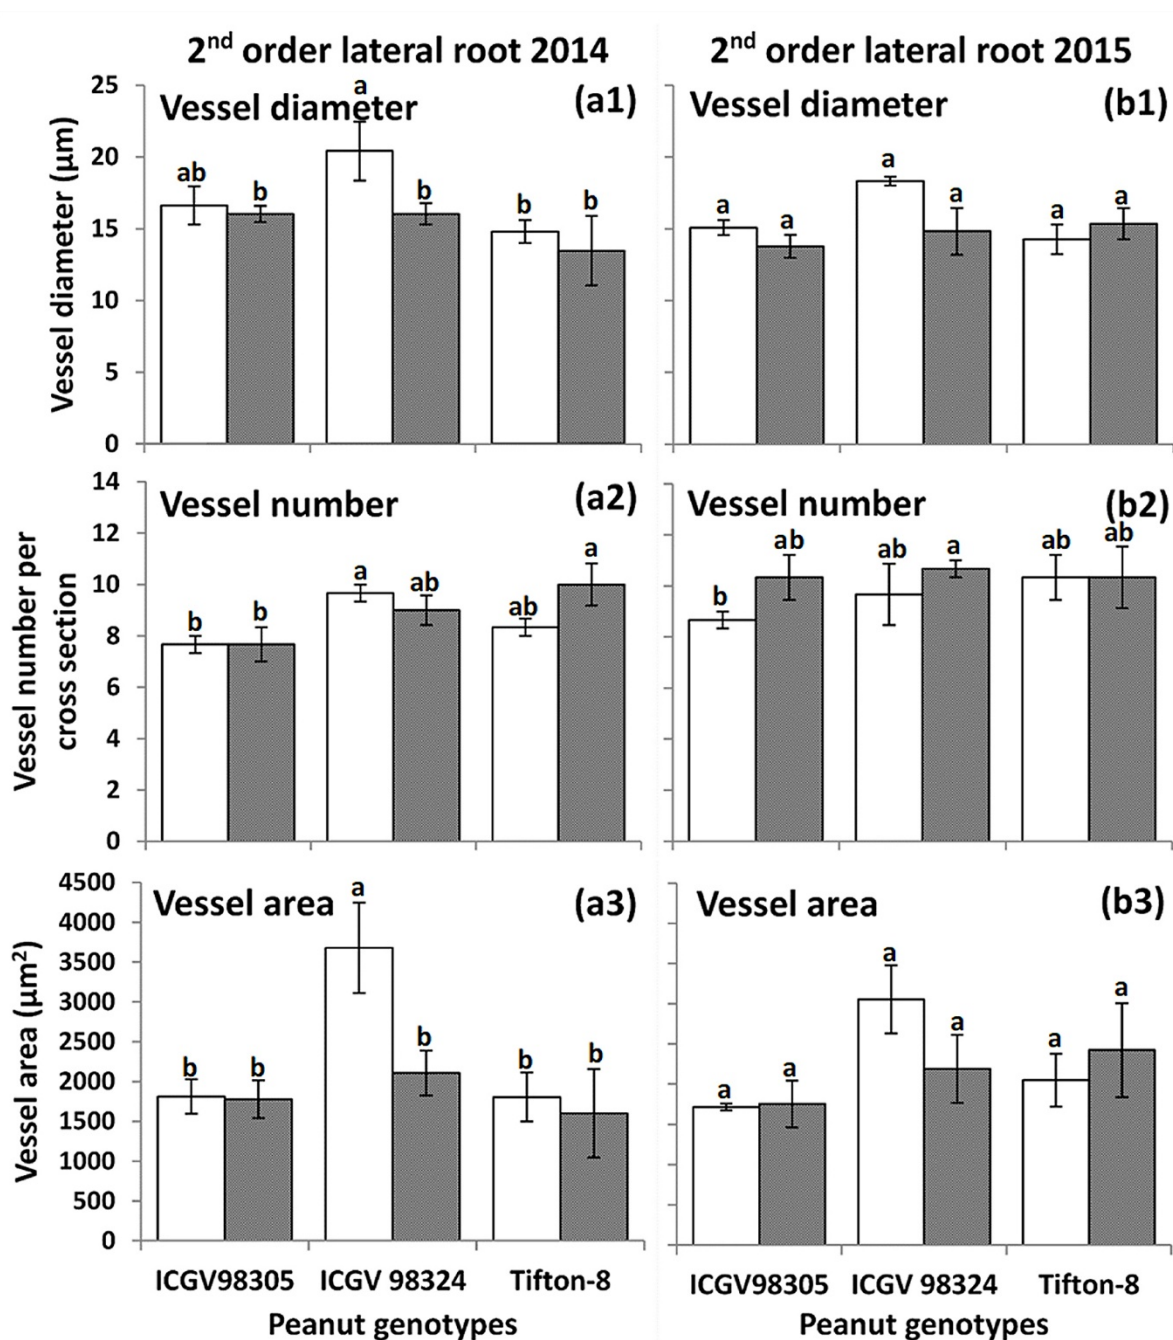 2nd order lateral root 2014
2nd order lateral root 2015
Vessel diameter (µm)
25
20
15
10
5
0
Vessel diameter
(a1)
a
ab
b
b
b
b
Vessel diameter
(b1)
a
a
a
a
a
a
Vessel number per
cross section
14
12
10
8
6
4
2
0
Vessel number
(a2)
b
b
a
ab
ab
a
Vessel number
(b2)
b
ab
ab
a
ab
ab
Vessel area (µm2)
4500
4000
3500
3000
2500
2000
1500
1000
500
0
Vessel area
(a3)
b
b
a
b
b
b
Vessel area
(b3)
a
a
a
a
a
a
ICGV98305
ICGV 98324
Tifton-8
ICGV98305
ICGV 98324
Tifton-8
Peanut genotypes
Peanut genotypes